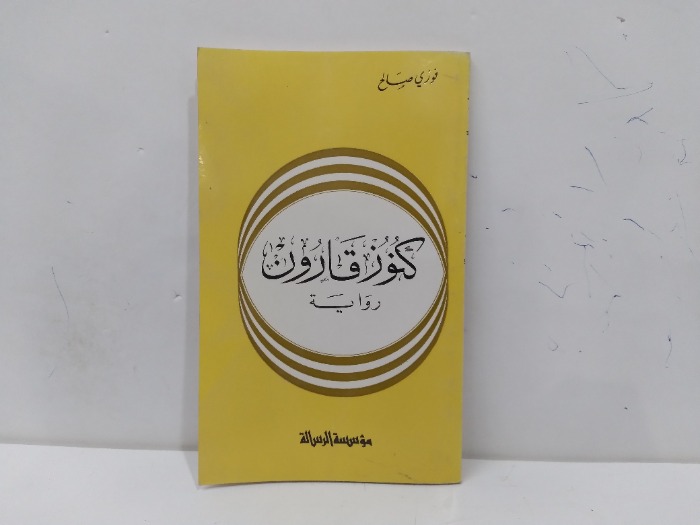 فوزي صالح
كنوز قارون
رواية
مؤسسة الرسالة